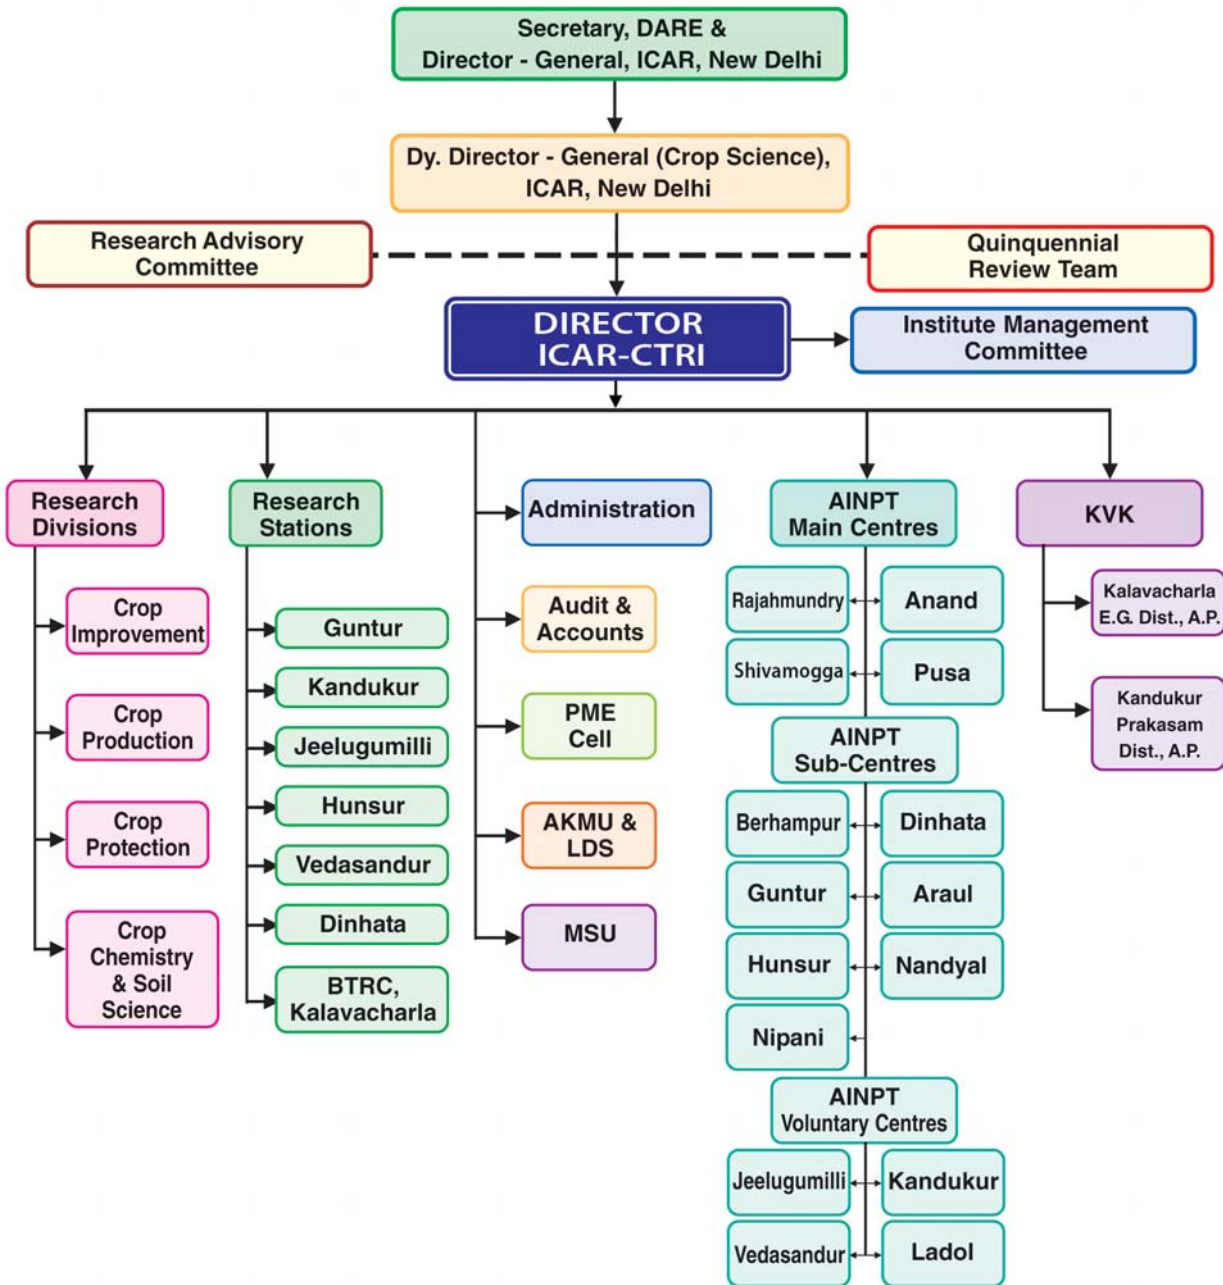 Secretary, DARE &
Director - General, ICAR, New Delhi
Dy. Director - General (Crop Science),
ICAR, New Delhi
Research Advisory
Committee
Quinquennial
Review Team
DIRECTOR
ICAR-CTRI
Institute Management
Committee
Research
Divisions
Crop
Improvement
Crop
Production
Crop
Protection
Crop
Chemistry
& Soil
Science
Research
Stations
Guntur
Kandukur
Jeelugumilli
Hunsur
Vedasandur
Dinhata
BTRC,
Kalavacharla
Administration
Audit &
Accounts
PME
Cell
AKMU &
LDS
MSU
AINPT
Main Centres
Rajahmundry
Anand
Shivamogga
Pusa
AINPT
Sub-Centres
Berhampur
Dinhata
Guntur
Araul
Hunsur
Nandyal
Nipani
AINPT
Voluntary Centres
Jeelugumilli
Kandukur
Vedasandur
Ladol
KVK
Kalavacharla
E.G. Dist., A.P.
Kandukur
Prakasam
Dist., A.P.